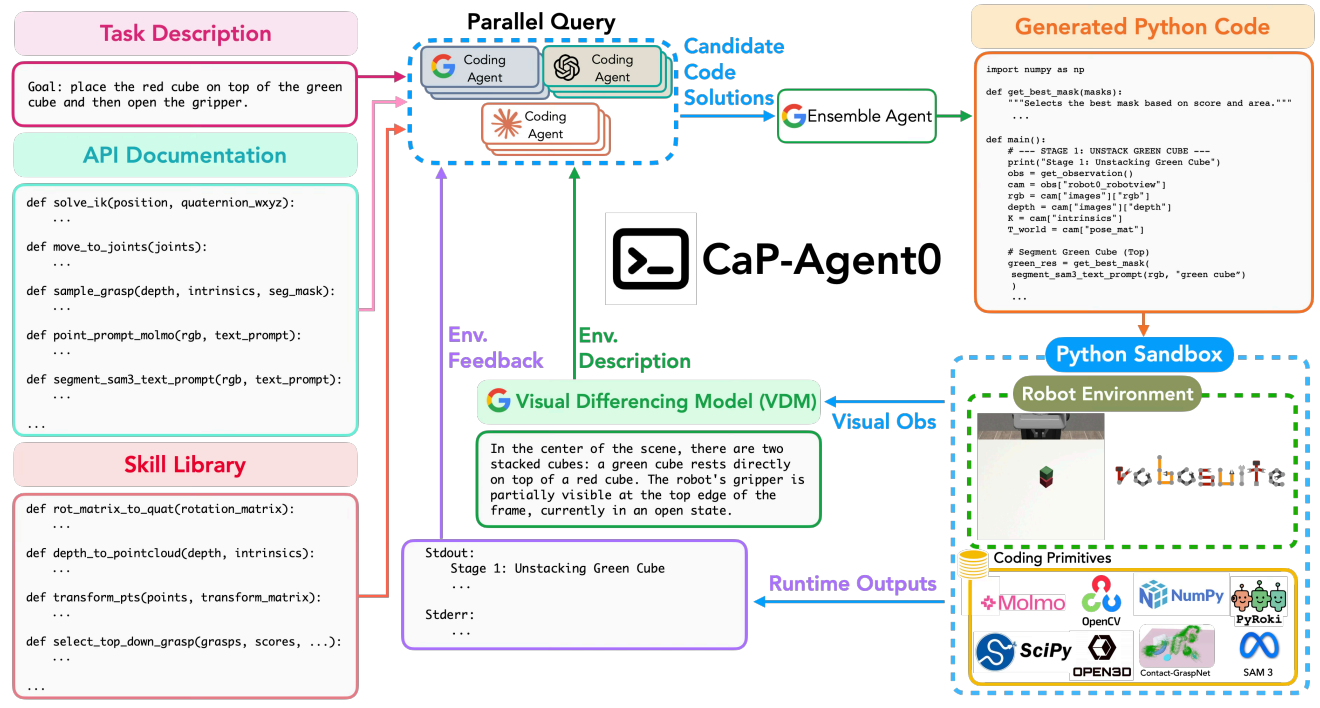 Task Description
Goal: place the red cube on top of the green
cube and then open the gripper.
API Documentation
def solve_ik(position, quaternion_wxyz):
...
def move_to_joints(joints):
...
def sample_grasp(depth, intrinsics, seg_mask):
...
def point_prompt_molmo(rgb, text_prompt):
...
def segment_sam3_text_prompt(rgb, text_prompt):
...
...
Skill Library
def rot_matrix_to_quat(rotation_matrix):
...
def depth_to_pointcloud(depth, intrinsics):
...
def transform_pts(points, transform_matrix):
...
def select_top_down_grasp(grasps, scores, ...):
...
...
Parallel Query
Coding
Agent
Coding
Agent
Coding
Agent
Candidate
Code
Solutions
Ensemble Agent
CaP-Agent0
Env.
Feedback
Env.
Description
Visual Differencing Model (VDM)
In the center of the scene, there are two
stacked cubes: a green cube rests directly
on top of a red cube. The robot's gripper is
partially visible at the top edge of the
frame, currently in an open state.
Stdout:
Stage 1: Unstacking Green Cube
...
Stderr:
...
Visual Obs
Runtime Outputs
Generated Python Code
import numpy as np
def get_best_mask(masks):
"""Selects the best mask based on score and area."""
...
def main():
# --- STAGE 1: UNSTACK GREEN CUBE ---
print("Stage 1: Unstacking Green Cube")
obs = get_observation()
cam = obs["robot0_robotview"]
rgb = cam["images"]["rgb"]
depth = cam["images"]["depth"]
K = cam["intrinsics"]
T_world = cam["pose_mat"]
# Segment Green Cube (Top)
green_res = get_best_mask(
segment_sam3_text_prompt(rgb, "green cube”)
)
...
Python Sandbox
Robot Environment
robosuite
Coding Primitives
Molmo
OpenCV
NumPy
PyRoki
SciPy
OPEN3D
Contact-GraspNet
SAM 3